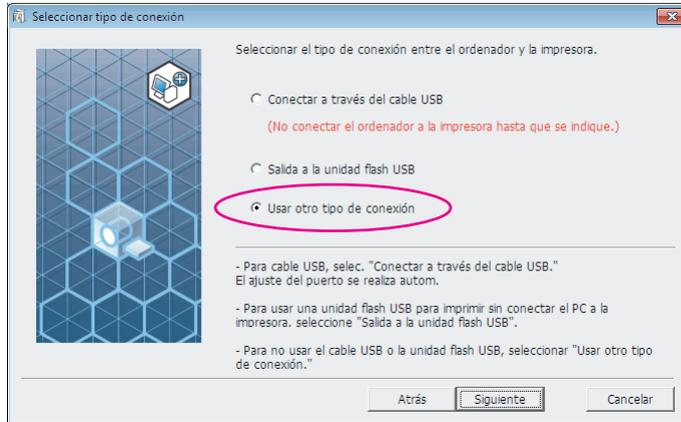 Seleccionar tipo de conexión
Seleccionar el tipo de conexión entre el ordenador y la impresora.
Conectar a través del cable USB
(No conectar el ordenador a la impresora hasta que se indique.)
Salida a la unidad flash USB
Usar otro tipo de conexión
- Para cable USB, selec. "Conectar a través del cable USB."
El ajuste del puerto se realiza autom.
- Para usar una unidad flash USB para imprimir sin conectar el PC a la
impresora. seleccione "Salida a la unidad flash USB".
- Para no usar el cable USB o la unidad flash USB, seleccionar "Usar otro tipo
de conexión."
Atrás Siguiente Cancelar